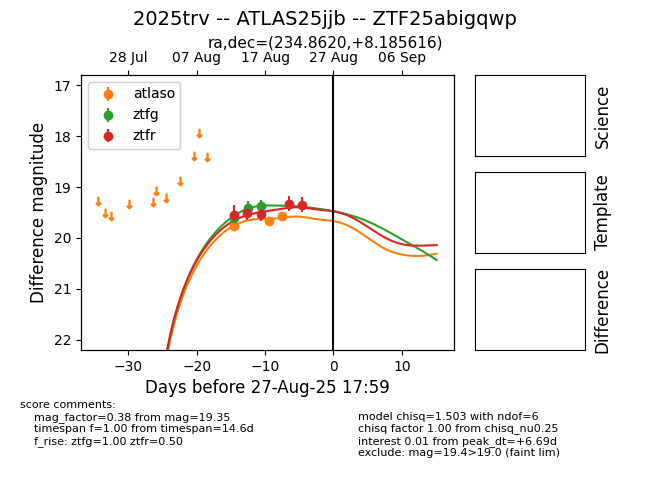 2025trv -- ATLAS25jjb -- ZTF25abigqwp
ra,dec=(234.8620,+8.185616)
28 Jul 07 Aug 17 Aug 27 Aug 06 Sep
atlaso
ztfg
ztfr
17
18
19
20
21
22
Difference magnitude
−30 −20 −10 0 10
Days before 27-Aug-25 17:59
Science
Template
Difference
score comments:
mag_factor=0.38 from mag=19.35
timespan f=1.00 from timespan=14.6d
f_rise: ztfg=1.00 ztfr=0.50
model chisq=1.503 with ndof=6
chisq factor 1.00 from chisq_nu0.25
interest 0.01 from peak_dt=+6.69d
exclude: mag=19.4>19.0 (faint lim)